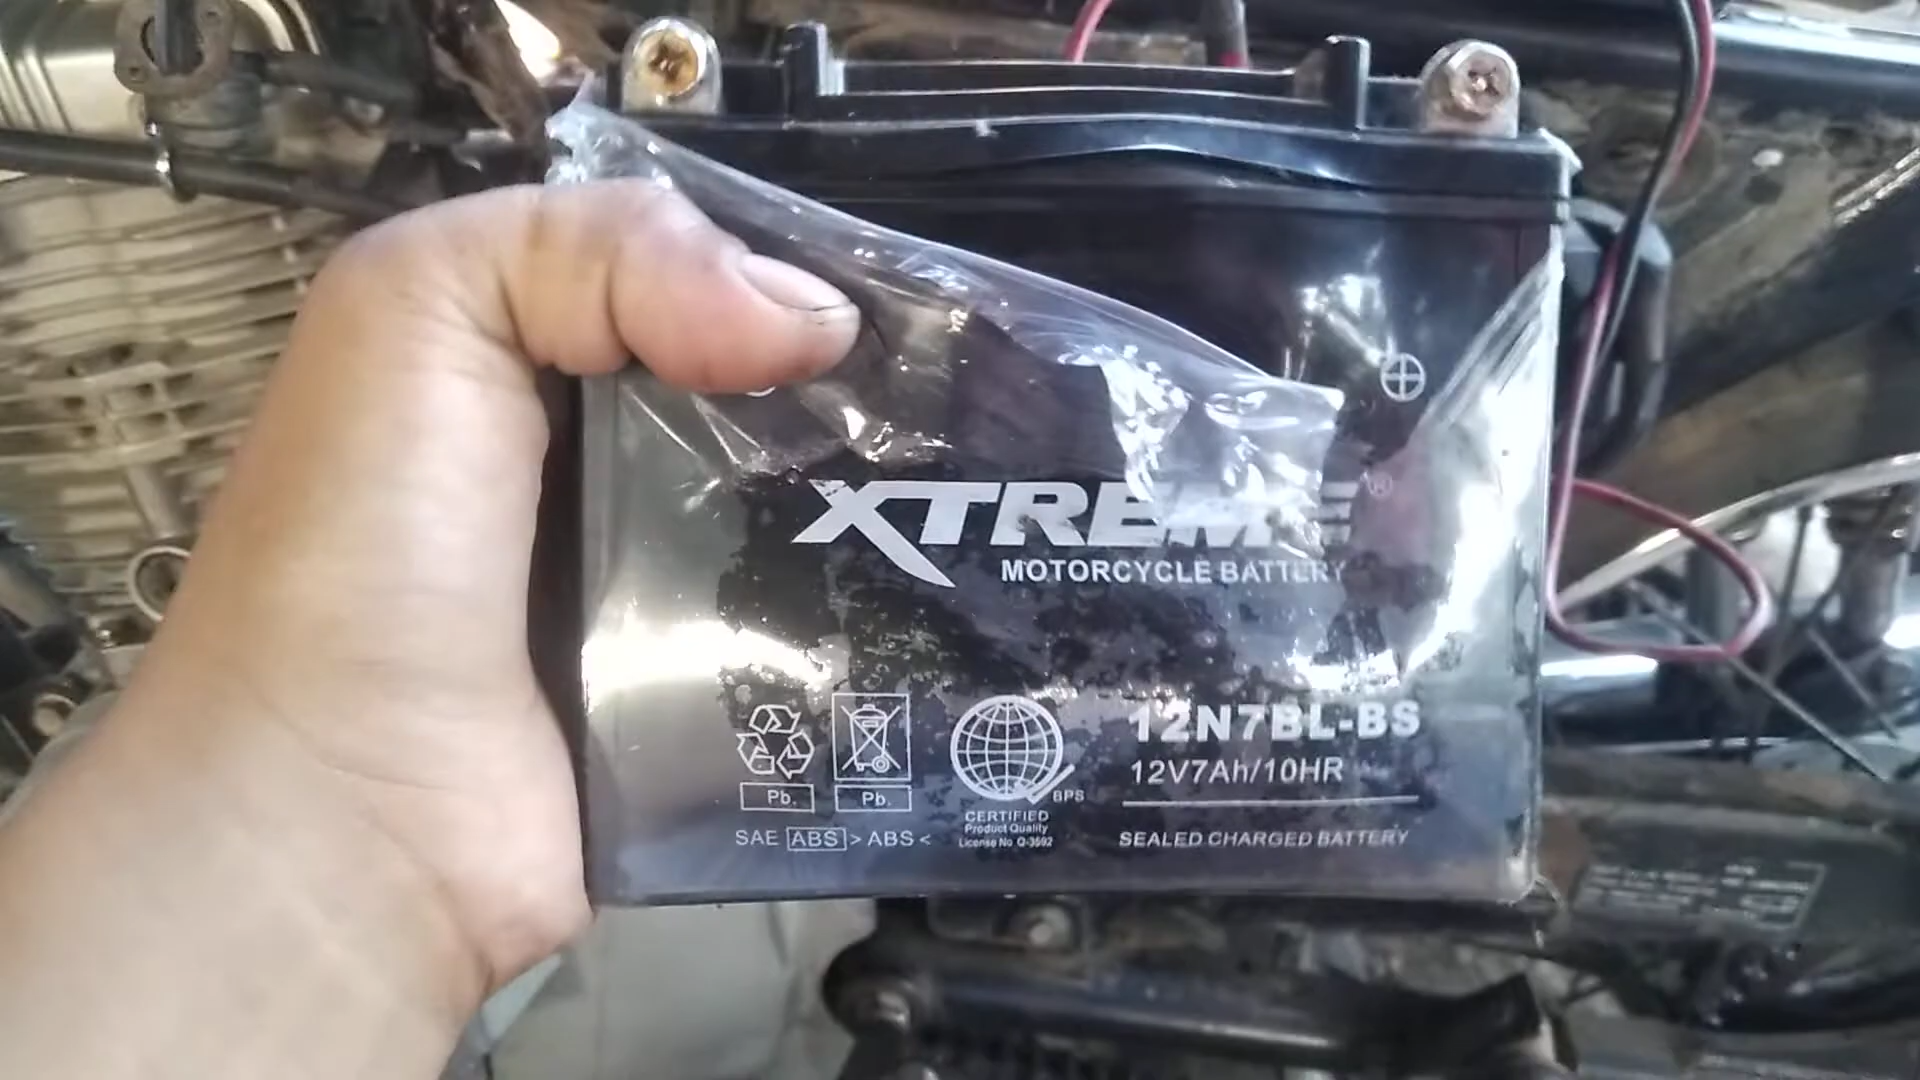 XTREME®
MOTORCYCLE BATTERY
12N7BL-BS
12V7Ah/10HR
Pb. Pb.
BPS
CERTIFIED
Product Quality
License No Q-3592
SAE ABS > ABS <
SEALED CHARGED BATTERY